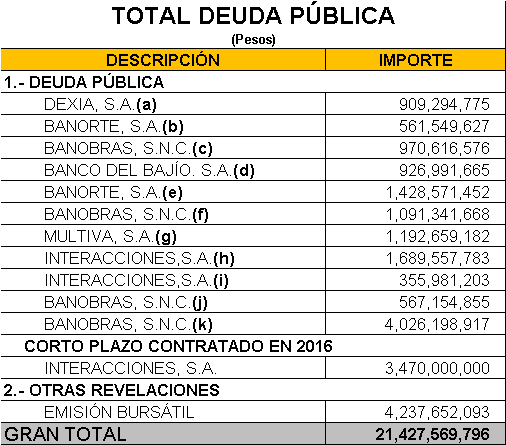 TOTAL DEUDA PÚBLICA
(Pesos)
DESCRIPCIÓN IMPORTE
1.- DEUDA PÚBLICA
DEXIA, S.A.(a) 909,294,775
BANORTE, S.A.(b) 561,549,627
BANOBRAS, S.N.C.(c) 970,616,576
BANCO DEL BAJÍO. S.A.(d) 926,991,665
BANORTE, S.A.(e) 1,428,571,452
BANOBRAS, S.N.C.(f) 1,091,341,668
MULTIVA, S.A.(g) 1,192,659,182
INTERACCIONES,S.A.(h) 1,689,557,783
INTERACCIONES,S.A.(i) 355,981,203
BANOBRAS, S.N.C.(j) 567,154,855
BANOBRAS, S.N.C.(k) 4,026,198,917
CORTO PLAZO CONTRATADO EN 2016
INTERACCIONES, S.A. 3,470,000,000
2.- OTRAS REVELACIONES
EMISIÓN BURSÁTIL 4,237,652,093
GRAN TOTAL 21,427,569,796